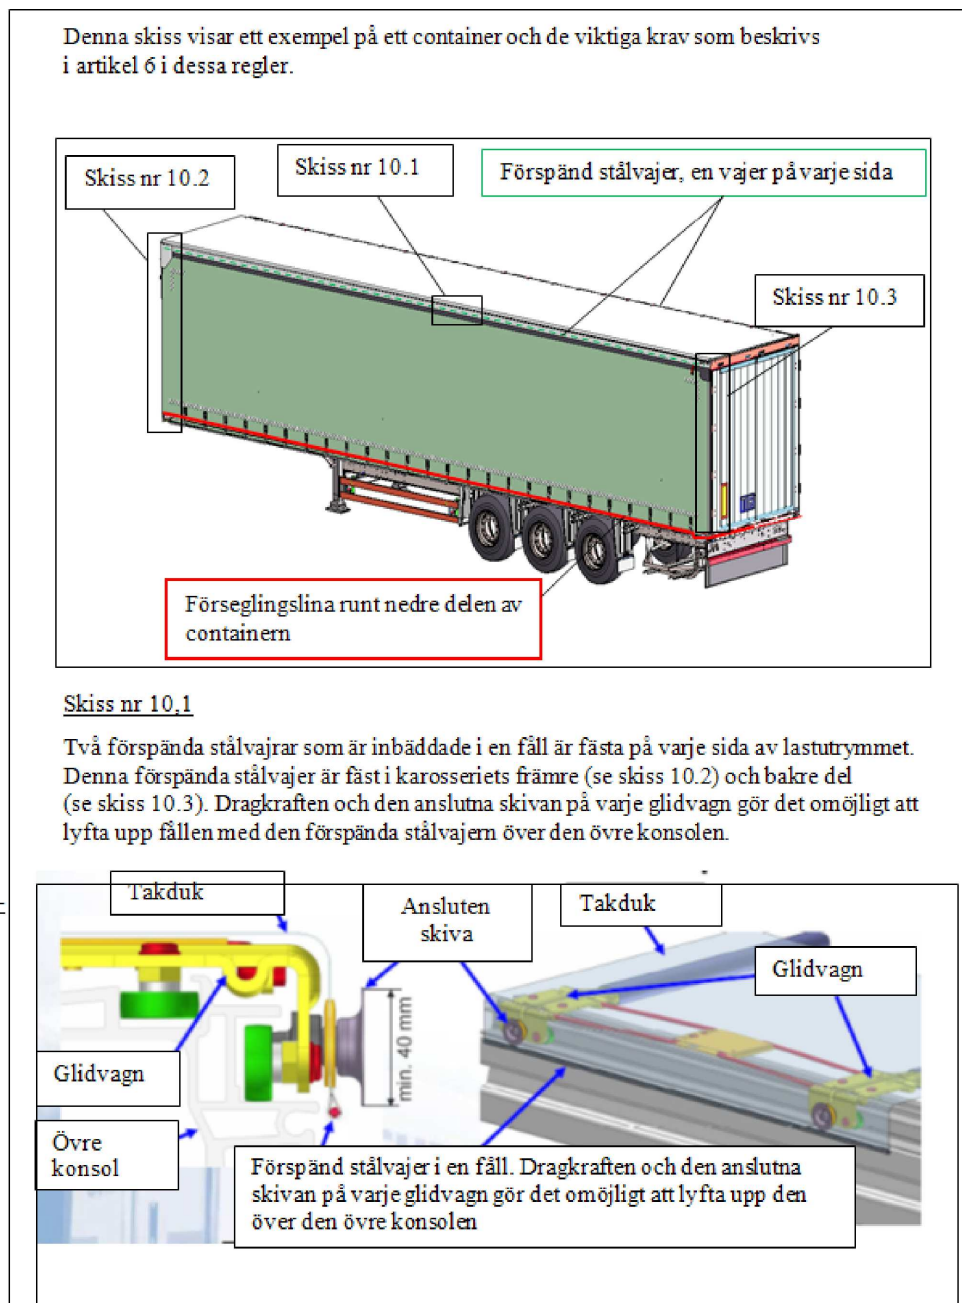 Denna skiss visar ett exempel på ett container och de viktiga krav som beskrivs
i artikel 6 i dessa regler.
Skiss nr 10.2
Skiss nr 10.1
Förspänd stålvajer, en vajer på varje sida
Skiss nr 10.3
Förseglingslina runt nedre delen av
containern
Skiss nr 10,1
Två förspända stålvajrar som är inbäddade i en fåll är fästa på varje sida av lastutrymmet.
Denna förspända stålvajer är fäst i karosseriets främre (se skiss 10.2) och bakre del
(se skiss 10.3). Dragkraften och den anslutna skivan på varje glidvagn gör det omöjligt att
lyfta upp fållen med den förspända stålvajern över den övre konsolen.
Takduk
Ansluten
skiva
Takduk
Glidvagn
min. 40 mm
Glidvagn
Övre
konsol
Förspänd stålvajer i en fåll. Dragkraften och den anslutna
skivan på varje glidvagn gör det omöjligt att lyfta upp den
över den övre konsolen